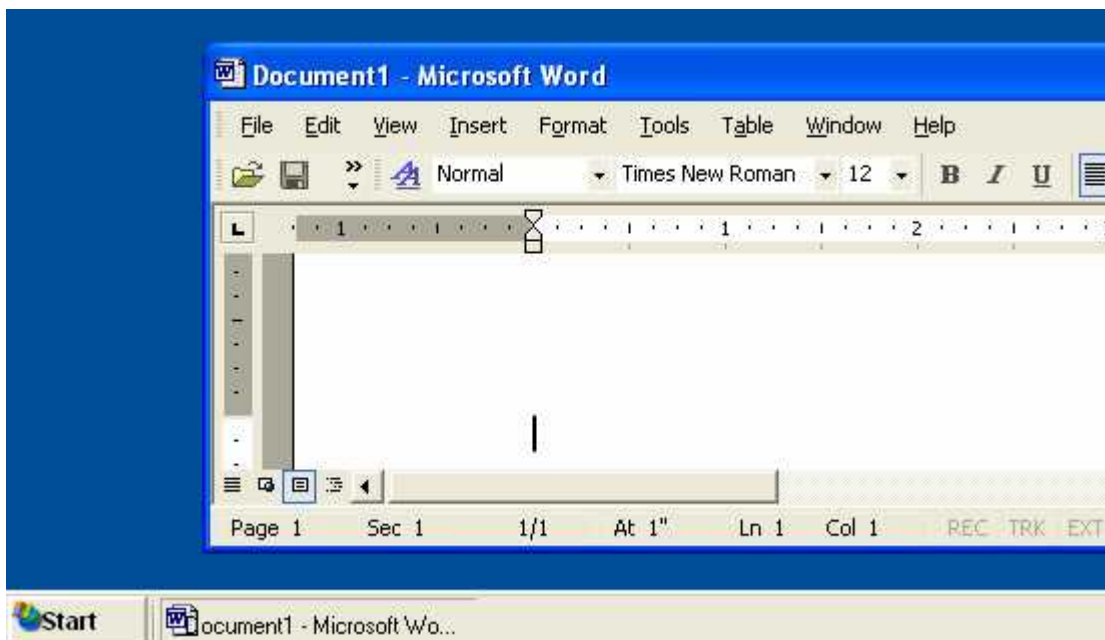 Document1 - Microsoft Word
File Edit View Insert Format Tools Table Window Help
Normal Times New Roman 12 B I U
1 1 2
Page 1 Sec 1 1/1 At 1" Ln 1 Col 1 REC TRK EXT
Start ocument1 - Microsoft Wo...